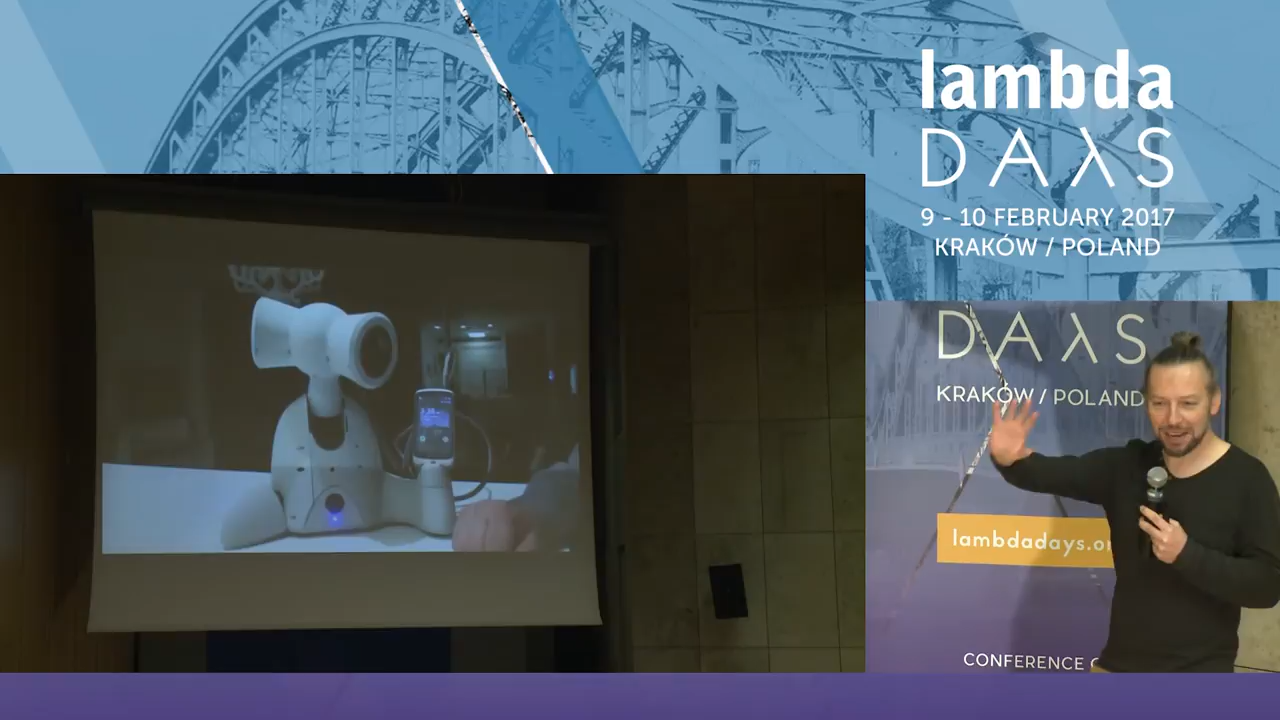 lambda
DAλS
9 - 10 FEBRUARY 2017
KRAKÓW / POLAND
DAλS
KRAKÓW / POLAND
lambdadays.or
CONFERENCE